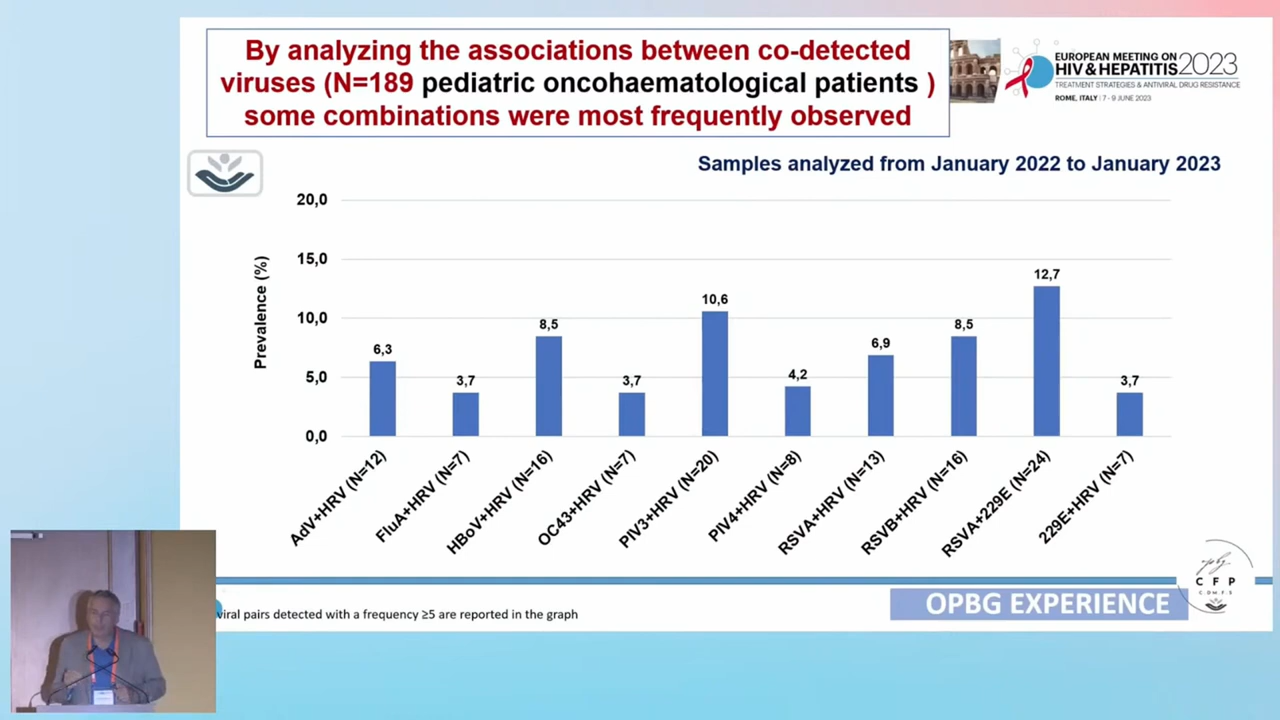 By analyzing the associations between co-detected
viruses (N=189 pediatric oncohaematological patients )
some combinations were most frequently observed
EUROPEAN MEETING ON
HIV & HEPATITIS 2023
TREATMENT STRATEGIES & ANTIVIRAL DRUG RESISTANCE
ROME, ITALY | 7 - 9 JUNE 2023
Samples analyzed from January 2022 to January 2023
Prevalence (%)
20,0
15,0
10,0
5,0
0,0
6,3
3,7
8,5
3,7
10,6
4,2
6,9
8,5
12,7
3,7
AdV+HRV (N=12)
FluA+HRV (N=7)
HBoV+HRV (N=16)
OC43+HRV (N=7)
PIV3+HRV (N=20)
PIV4+HRV (N=8)
RSVA+HRV (N=13)
RSVB+HRV (N=16)
RSVA+229E (N=24)
229E+HRV (N=7)
viral pairs detected with a frequency ≥5 are reported in the graph
OPBG EXPERIENCE
CFP